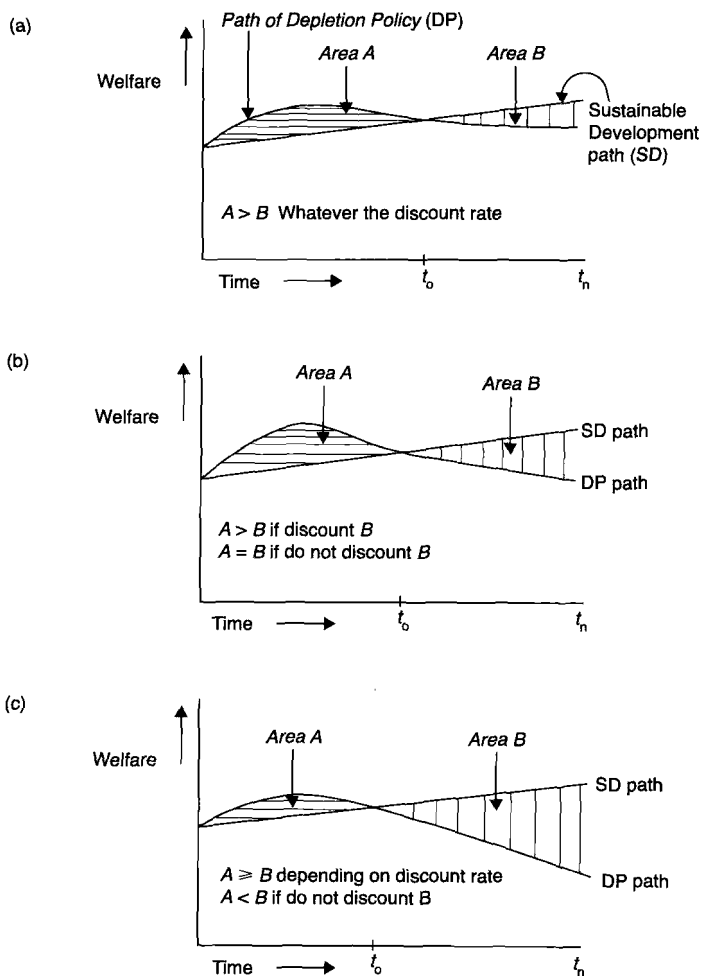 (a)
Path of Depletion Policy (DP)
Area A
Area B
Welfare
Sustainable
Development
path (SD)
A > B Whatever the discount rate
Time
t₀
tₙ
(b)
Area A
Area B
Welfare
SD path
DP path
A > B if discount B
A = B if do not discount B
Time
t₀
tₙ
(c)
Area A
Area B
Welfare
SD path
A ⩾ B depending on discount rate
A < B if do not discount B
DP path
Time
t₀
tₙ